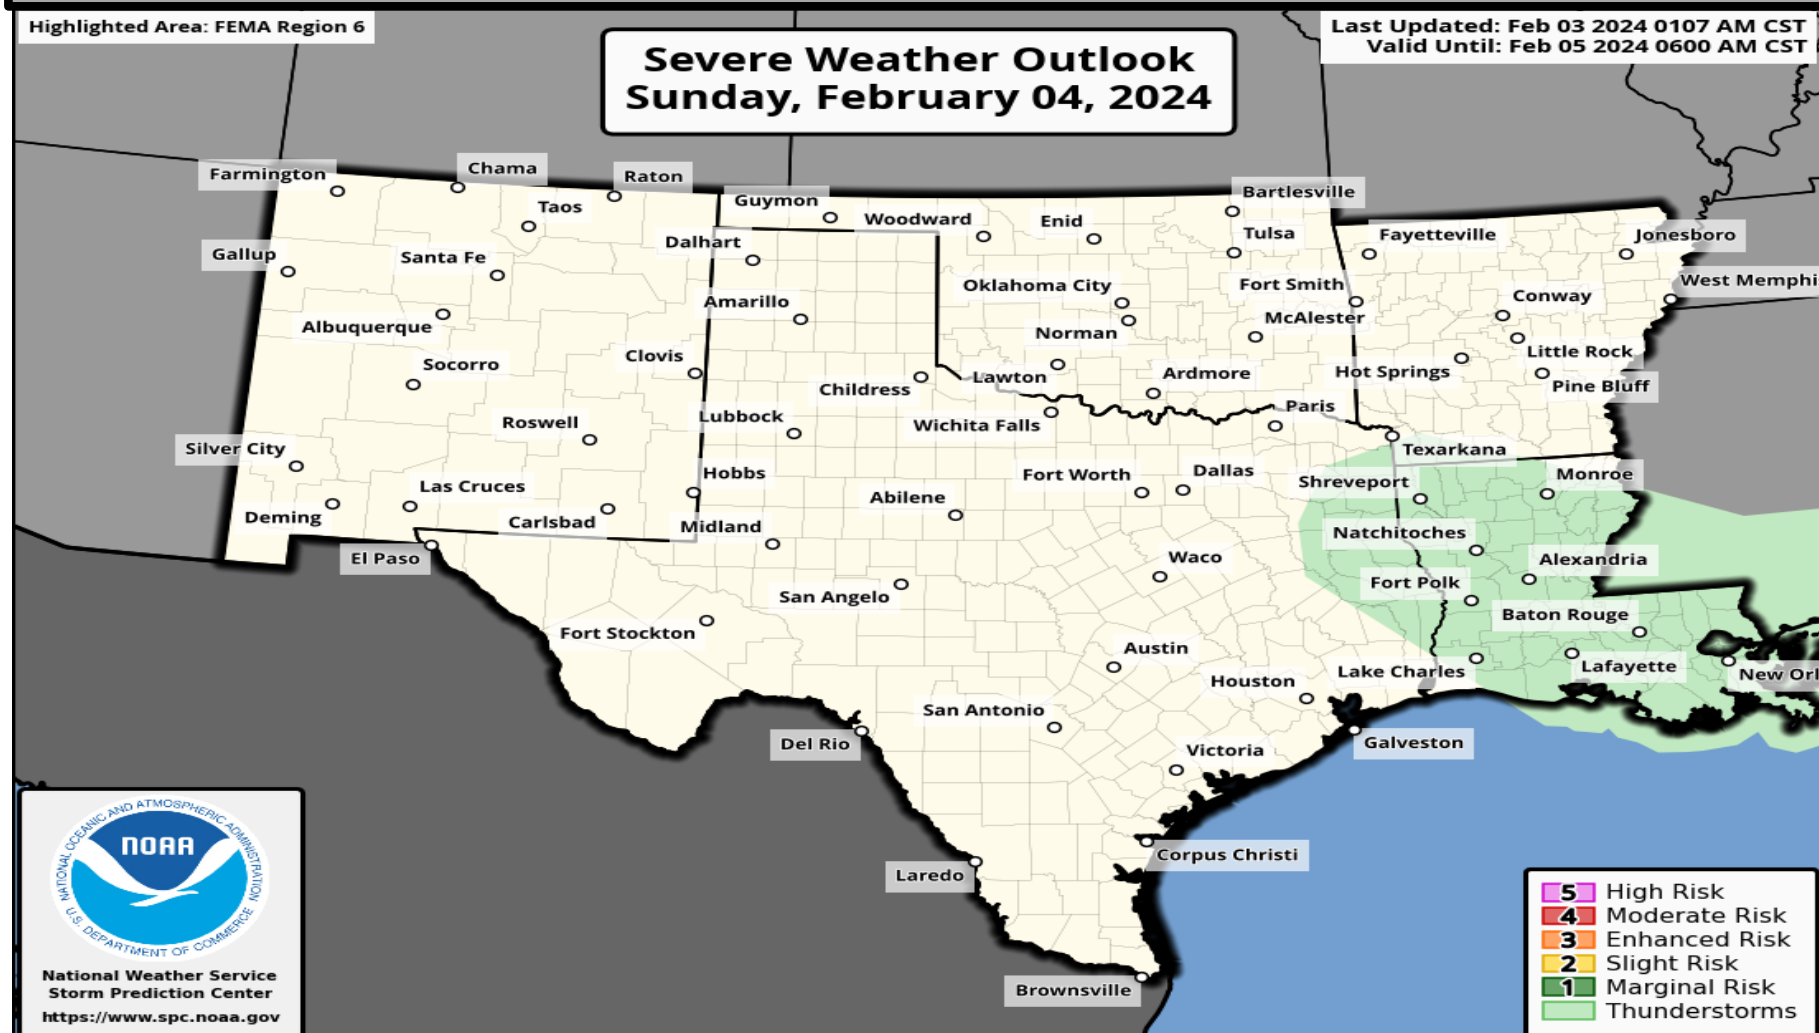 Highlighted Area: FEMA Region 6
Severe Weather Outlook
Sunday, February 04, 2024
Last Updated: Feb 03 2024 0107 AM CST
Valid Until: Feb 05 2024 0600 AM CST
Farmington
Chama
Raton
Taos
Guymon
Woodward
Enid
Bartlesville
Tulsa
Fayetteville
Jonesboro
Gallup
Santa Fe
Dalhart
Oklahoma City
Fort Smith
Conway
West Memphi
Albuquerque
Amarillo
Norman
McAlester
Little Rock
Socorro
Clovis
Childress
Lawton
Ardmore
Hot Springs
Pine Bluff
Roswell
Lubbock
Wichita Falls
Paris
Silver City
Hobbs
Fort Worth
Dallas
Texarkana
Shreveport
Monroe
Las Cruces
Abilene
Deming
Carlsbad
Midland
Natchitoches
El Paso
Waco
Alexandria
San Angelo
Fort Polk
Fort Stockton
Baton Rouge
Austin
Houston
Lake Charles
Lafayette
New Orl
San Antonio
Del Rio
Victoria
Galveston
Corpus Christi
Laredo
Brownsville
NATIONAL OCEANIC AND ATMOSPHERIC ADMINISTRATION
NOAA
U.S. DEPARTMENT OF COMMERCE
National Weather Service
Storm Prediction Center
https://www.spc.noaa.gov
5 High Risk
4 Moderate Risk
3 Enhanced Risk
2 Slight Risk
1 Marginal Risk
Thunderstorms